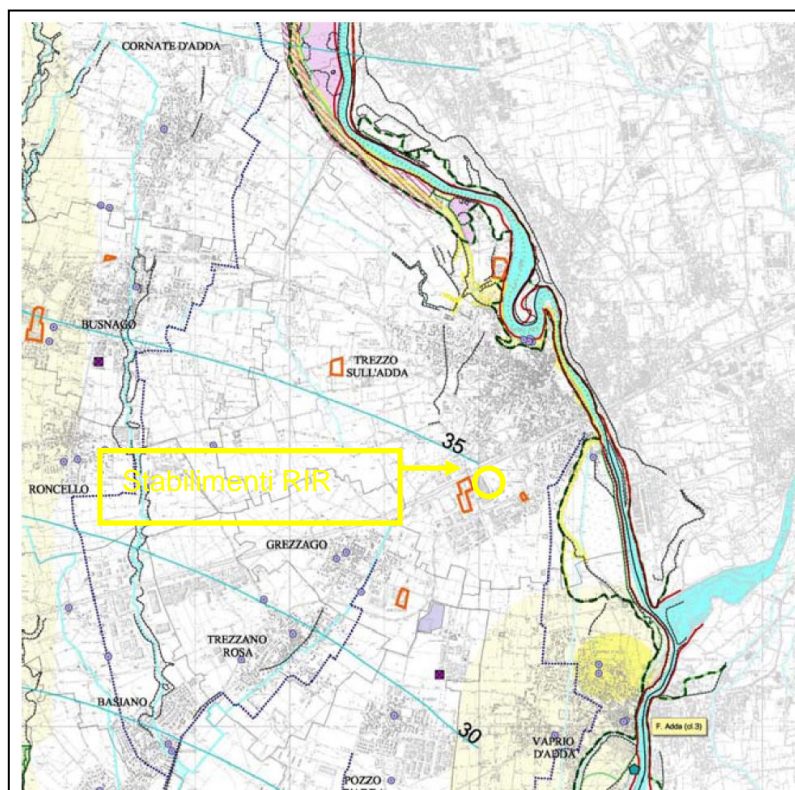 CORNATE D'ADDA
BUSNAGO
TREZZO
SULL'ADDA
35
Stabilimenti RIR
RONCELLO
GREZZAGO
TREZZANO
ROSA
BASIANO
30
F. Adda (cl.3)
VAPRIO
D'ADDA
POZZO
D'ADDA